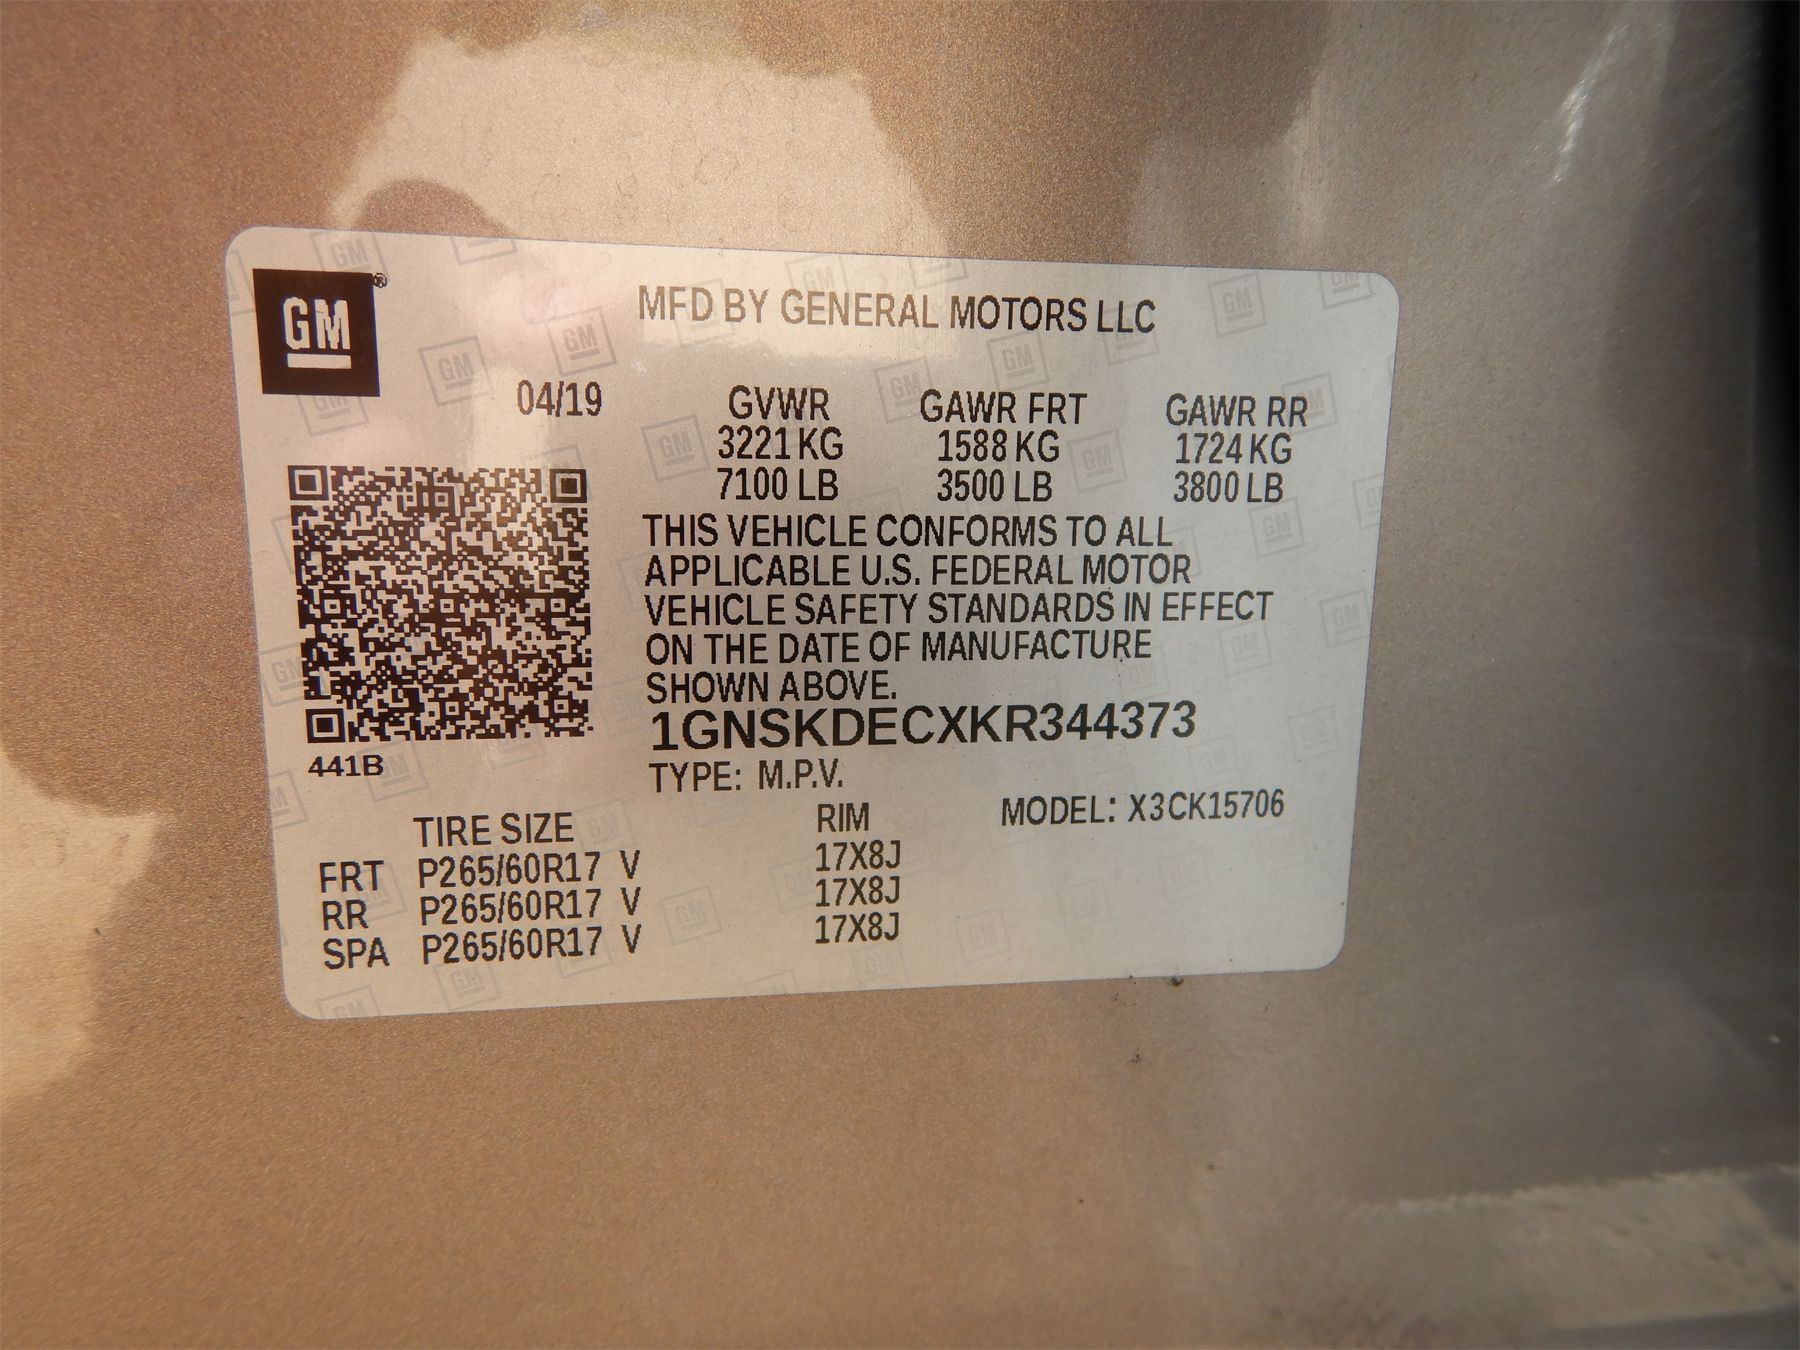 GM®
MFD BY GENERAL MOTORS LLC
04/19 GVWR GAWR FRT GAWR RR
3221 KG 1588 KG 1724 KG
7100 LB 3500 LB 3800 LB
THIS VEHICLE CONFORMS TO ALL
APPLICABLE U.S. FEDERAL MOTOR
VEHICLE SAFETY STANDARDS IN EFFECT
ON THE DATE OF MANUFACTURE
SHOWN ABOVE.
1GNSKDECXKR344373
441B
TYPE: M.P.V.
TIRE SIZE RIM MODEL: X3CK15706
FRT P265/60R17 V 17X8J
RR P265/60R17 V 17X8J
SPA P265/60R17 V 17X8J